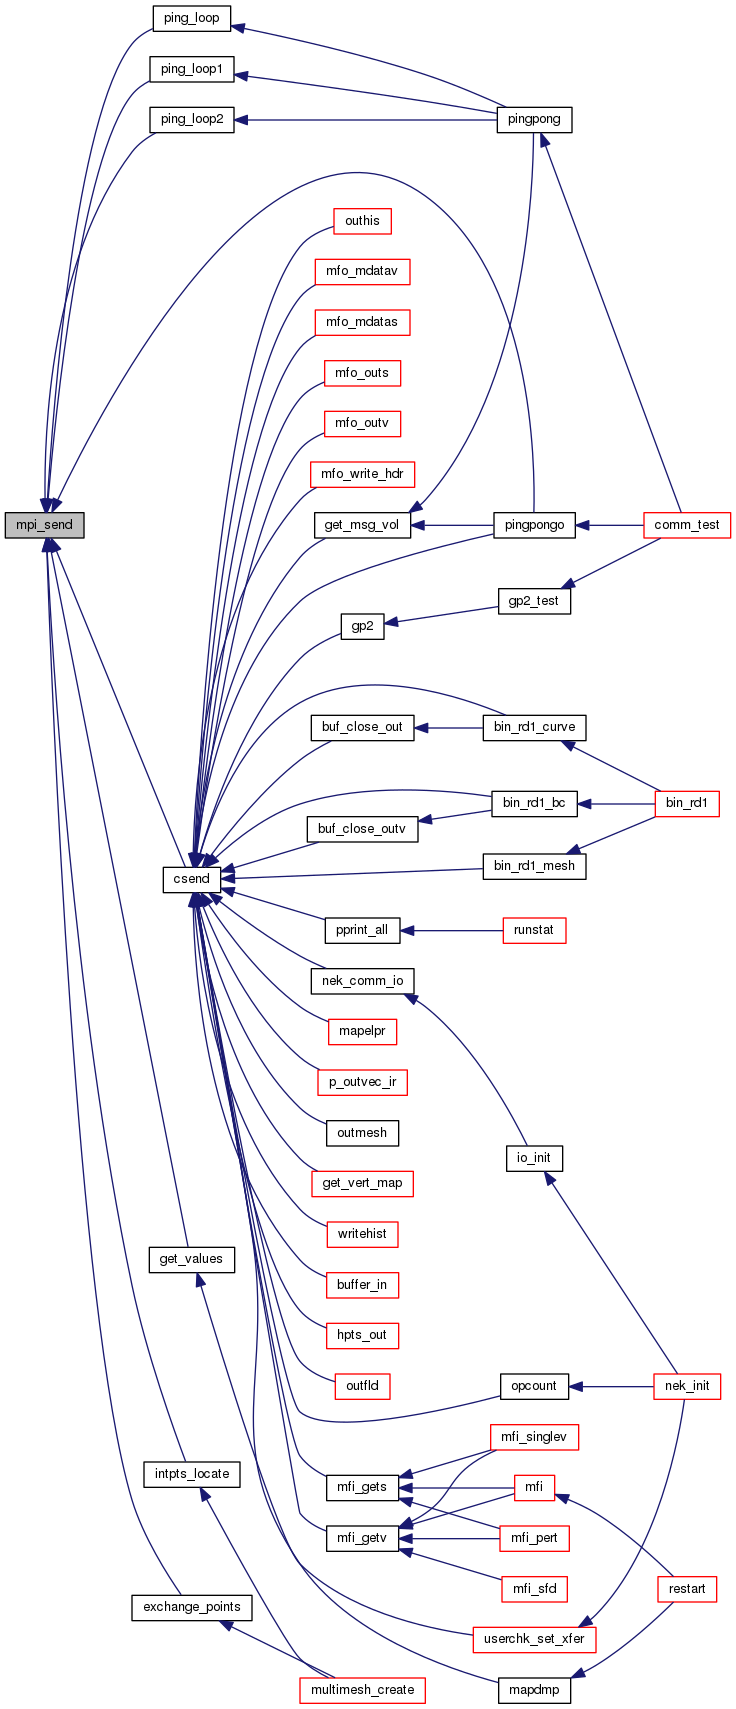 ping_loop
ping_loop1
pingpong
ping_loop2
outhis
mfo_mdatav
mfo_mdatas
mfo_outs
mfo_outv
mfo_write_hdr
mpi_send
get_msg_vol
pingpongo
comm_test
gp2_test
gp2
buf_close_out
bin_rd1_curve
bin_rd1_bc
bin_rd1
buf_close_outv
bin_rd1_mesh
csend
pprint_all
runstat
nek_comm_io
mapelpr
p_outvec_ir
outmesh
io_init
get_vert_map
writehist
get_values
buffer_in
hpts_out
outfld
opcount
nek_init
mfi_singlev
intpts_locate
mfi_gets
mfi
mfi_getv
mfi_pert
mfi_sfd
restart
exchange_points
userchk_set_xfer
multimesh_create
mapdmp